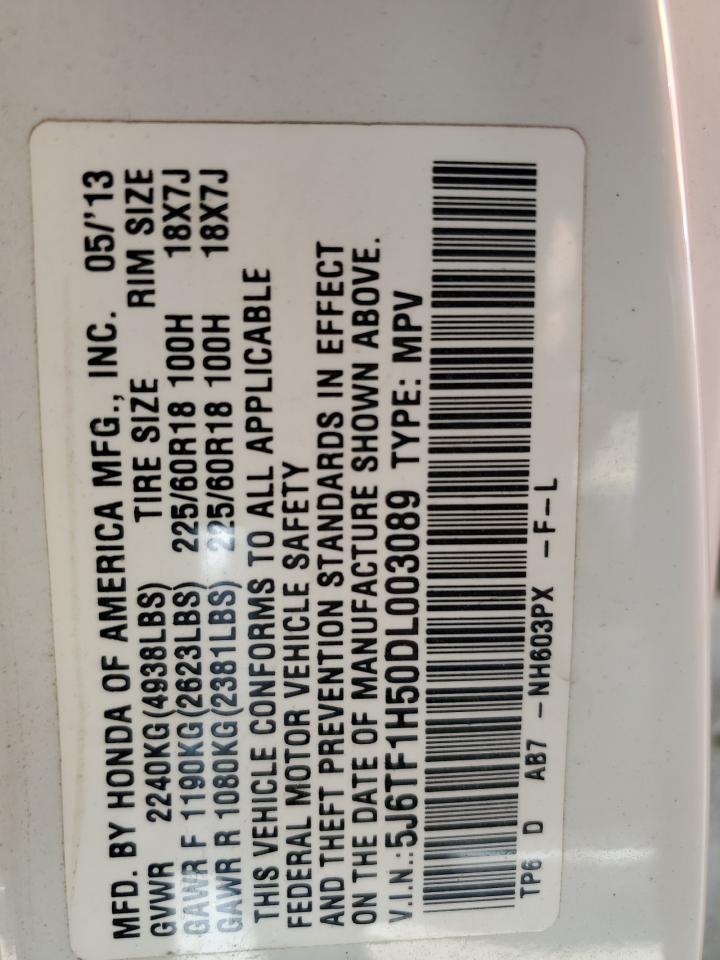 MFD. BY HONDA OF AMERICA MFG., INC. 05/'13
GVWR 2240KG(4938LBS) TIRE SIZE RIM SIZE
GAWR F 1190KG(2623LBS) 225/60R18 100H 18X7J
GAWR R 1080KG(2381LBS) 225/60R18 100H 18X7J
THIS VEHICLE CONFORMS TO ALL APPLICABLE
FEDERAL MOTOR VEHICLE SAFETY
AND THEFT PREVENTION STANDARDS IN EFFECT
ON THE DATE OF MANUFACTURE SHOWN ABOVE.
V.I.N.:5J6TF1H50DL003089 TYPE: MPV
TP6 D AB7 -NH603PX -F-L